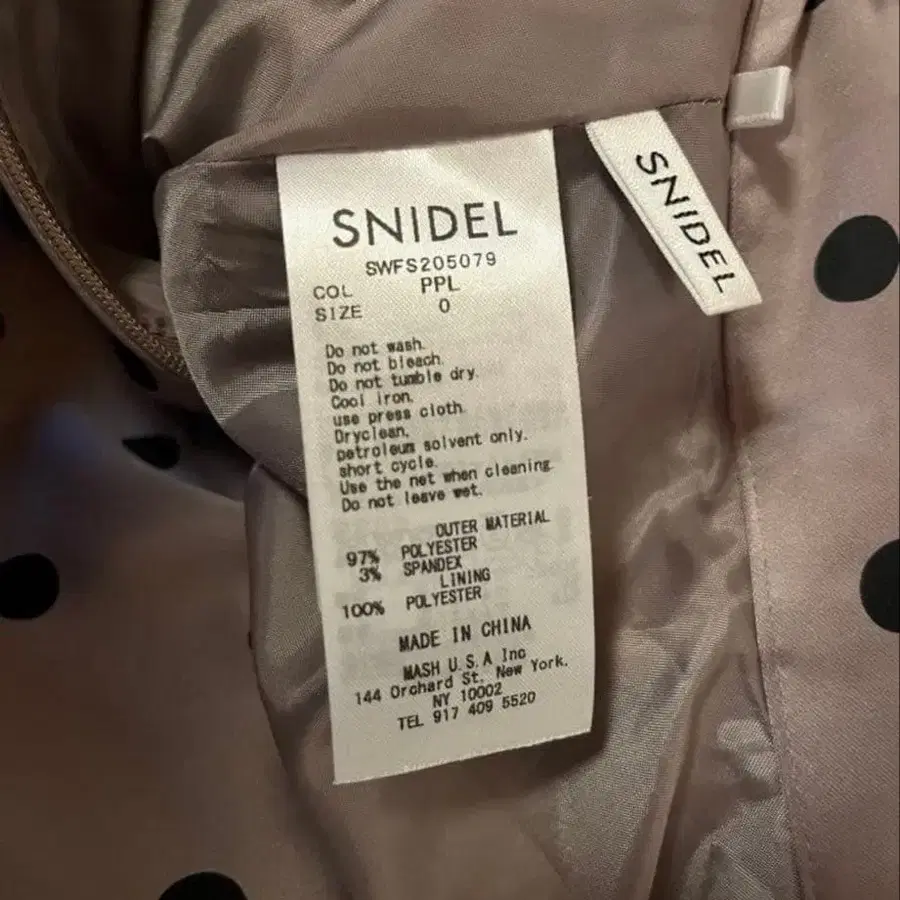 SNIDEL
SWFS205079
COL PPL
SIZE 0
Do not wash.
Do not bleach.
Do not tumble dry.
Cool iron.
use press cloth.
Dryclean,
petroleum solvent only.
short cycle.
Use the net when cleaning.
Do not leave wet.
OUTER MATERIAL
97% POLYESTER
3% SPANDEX
LINING
100% POLYESTER
MADE IN CHINA
MASH U.S.A Inc
144 Orchard St. New York.
NY 10002
TEL 917 409 5520
SNIDEL